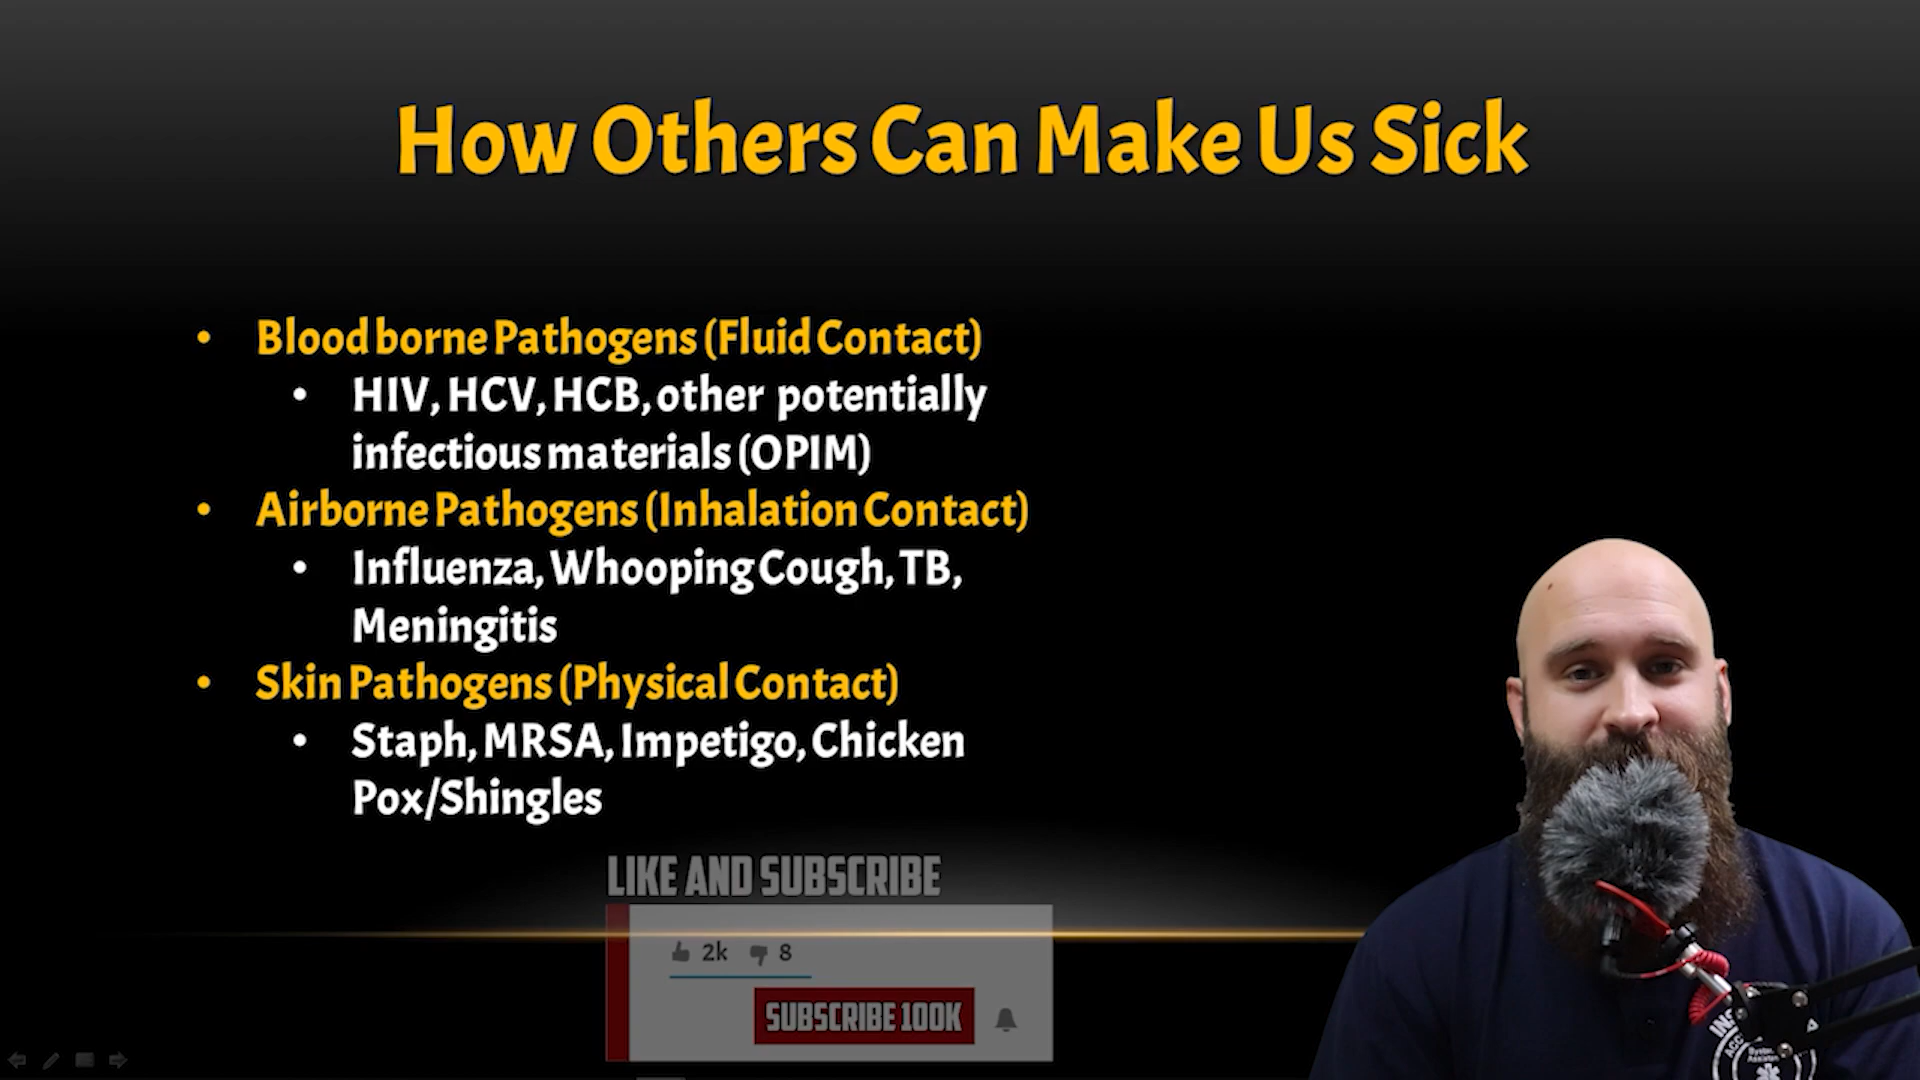 How Others Can Make Us Sick
• Blood borne Pathogens (Fluid Contact)
• HIV, HCV, HCB, other potentially
infectious materials (OPIM)
• Airborne Pathogens (Inhalation Contact)
• Influenza, Whooping Cough, TB,
Meningitis
• Skin Pathogens (Physical Contact)
• Staph, MRSA, Impetigo, Chicken
Pox/Shingles
LIKE AND SUBSCRIBE
2k 8
SUBSCRIBE 100K